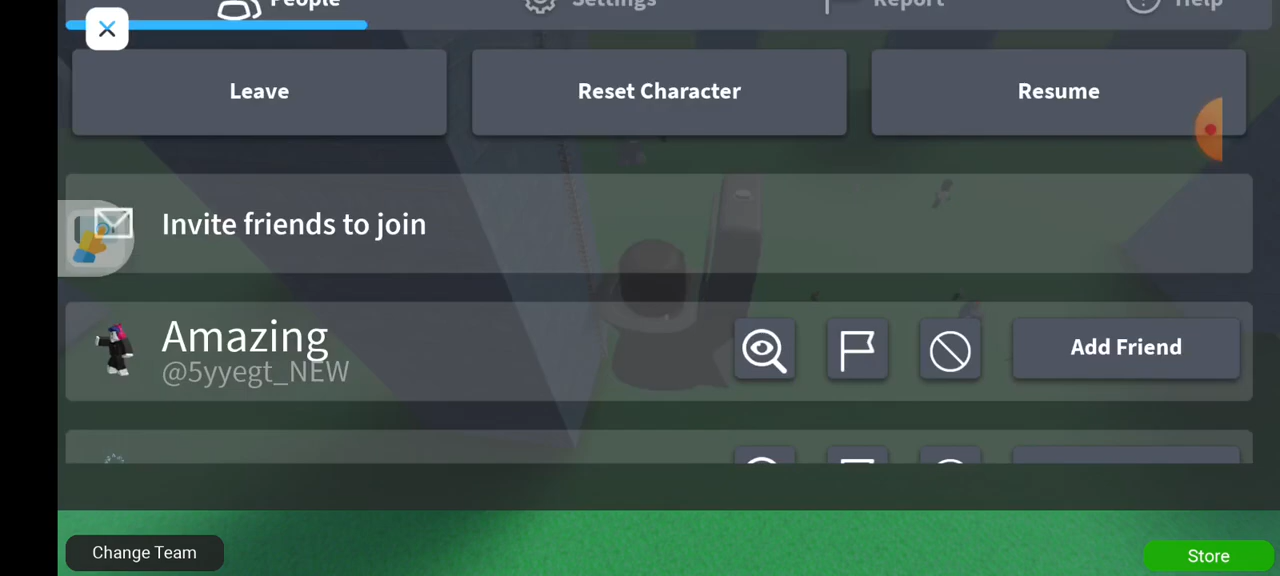 People
Settings
Report
Help
Leave
Reset Character
Resume
Invite friends to join
Amazing
@5yyegt_NEW
Add Friend
Change Team
Store